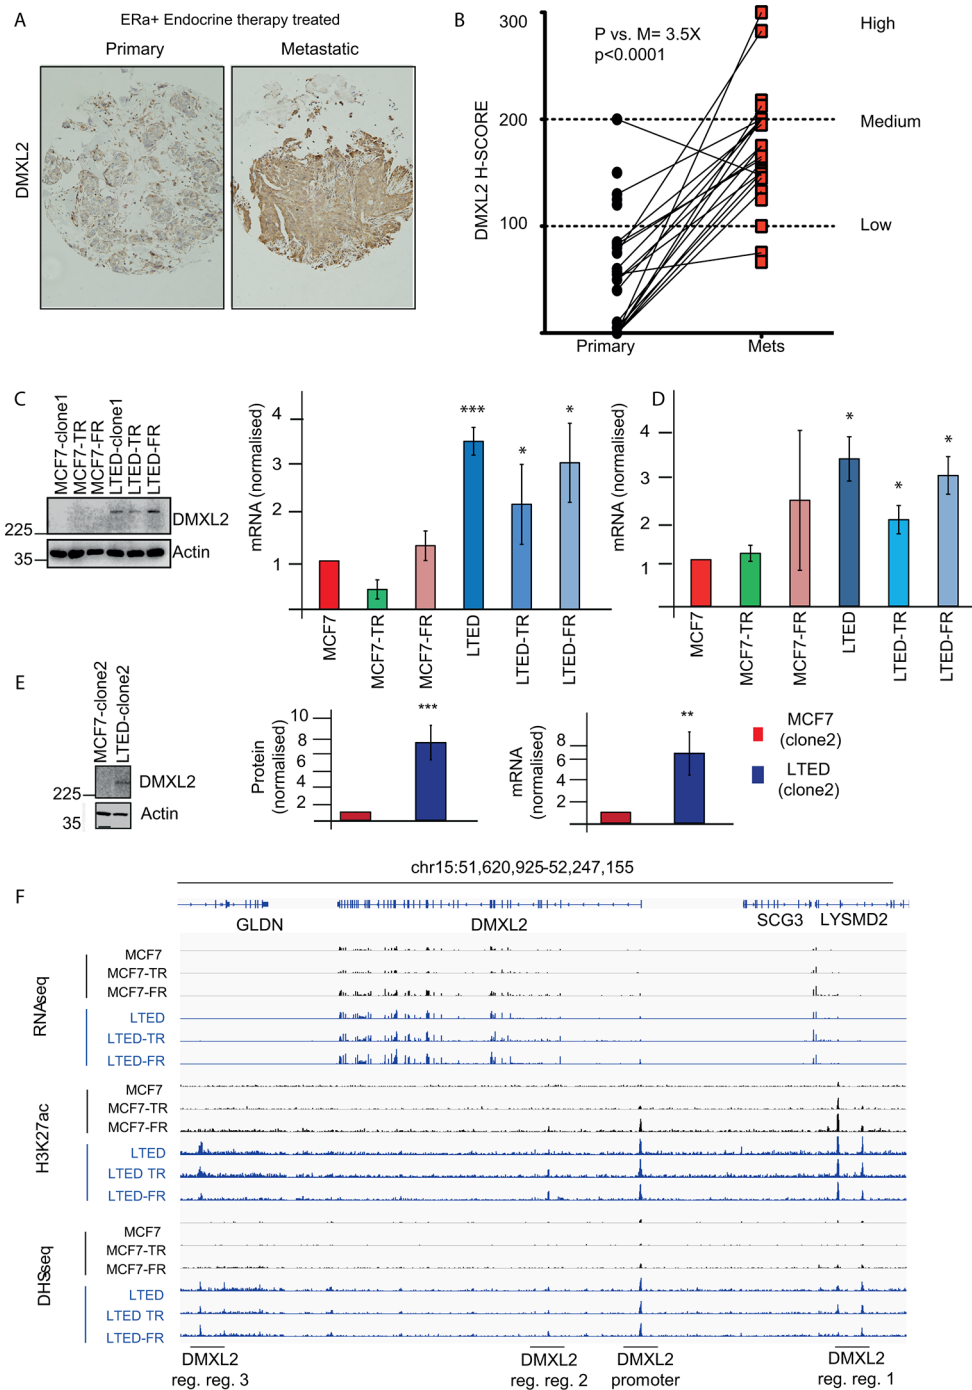 A
ERa+ Endocrine therapy treated
Primary
Metastatic
DMXL2
B
P vs. M= 3.5X
p<0.0001
DMXL2 H-SCORE
300
200
100
High
Medium
Low
Primary
Mets
C
MCF7-clone1
MCF7-TR
MCF7-FR
LTED-clone1
LTED-TR
LTED-FR
DMXL2
225
Actin
35
mRNA (normalised)
4
3
2
1
***
*
*
MCF7
MCF7-TR
MCF7-FR
LTED
LTED-TR
LTED-FR
D
mRNA (normalised)
4
3
2
1
*
*
*
MCF7
MCF7-TR
MCF7-FR
LTED
LTED-TR
LTED-FR
E
MCF7-clone2
LTED-clone2
DMXL2
225
Actin
35
Protein
(normalised)
10
8
6
4
2
***
mRNA
(normalised)
8
6
4
2
**
MCF7
(clone2)
LTED
(clone2)
F
chr15:51,620,925-52,247,155
GLDN
DMXL2
SCG3
LYSMD2
RNAseq
MCF7
MCF7-TR
MCF7-FR
LTED
LTED-TR
LTED-FR
H3K27ac
MCF7
MCF7-TR
MCF7-FR
LTED
LTED TR
LTED-FR
DHSseq
MCF7
MCF7-TR
MCF7-FR
LTED
LTED TR
LTED-FR
DMXL2
reg. reg. 3
DMXL2
reg. reg. 2
DMXL2
promoter
DMXL2
reg. reg. 1